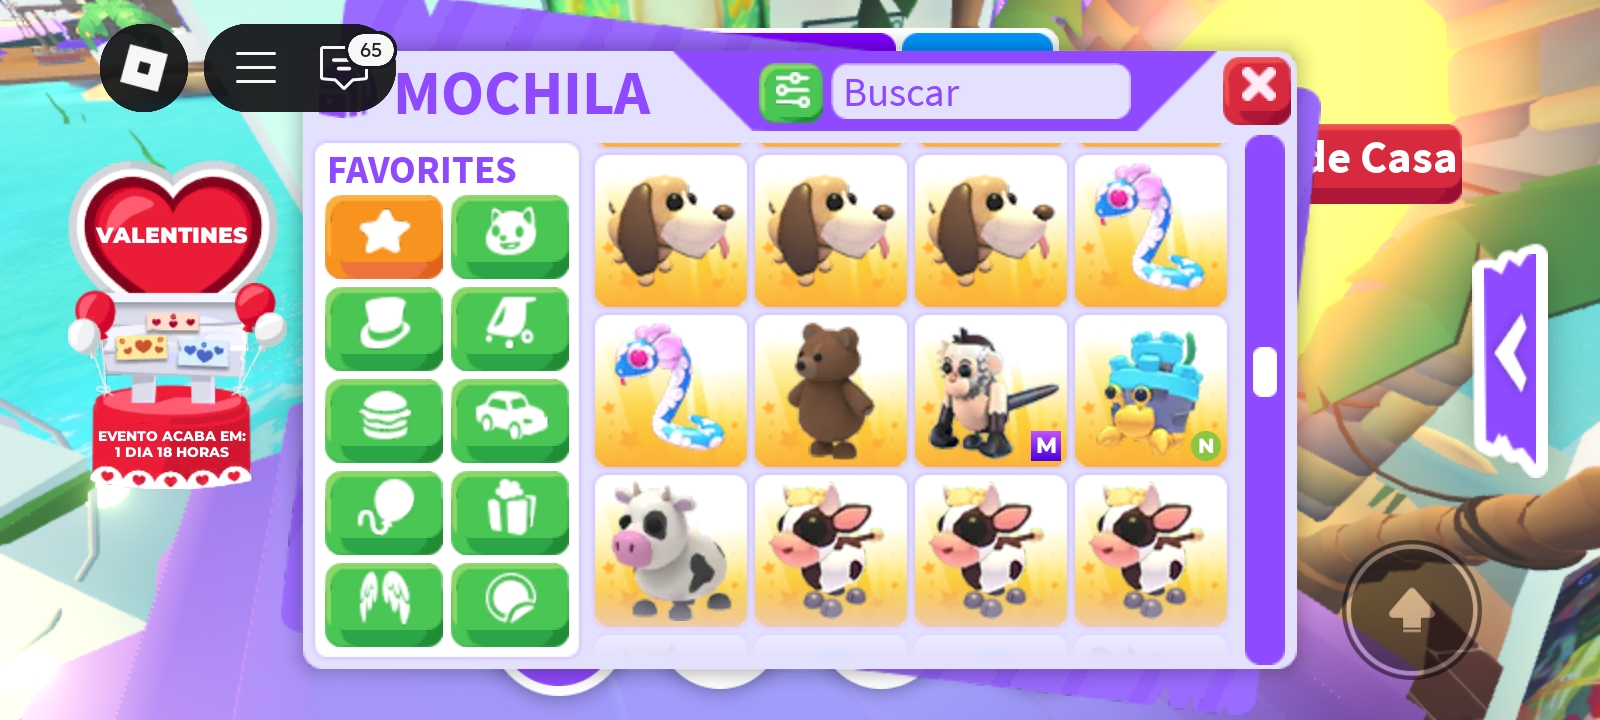 65
MOCHILA
Buscar
de Casa
FAVORITES
VALENTINES
EVENTO ACABA EM:
1 DIA 18 HORAS
M
N